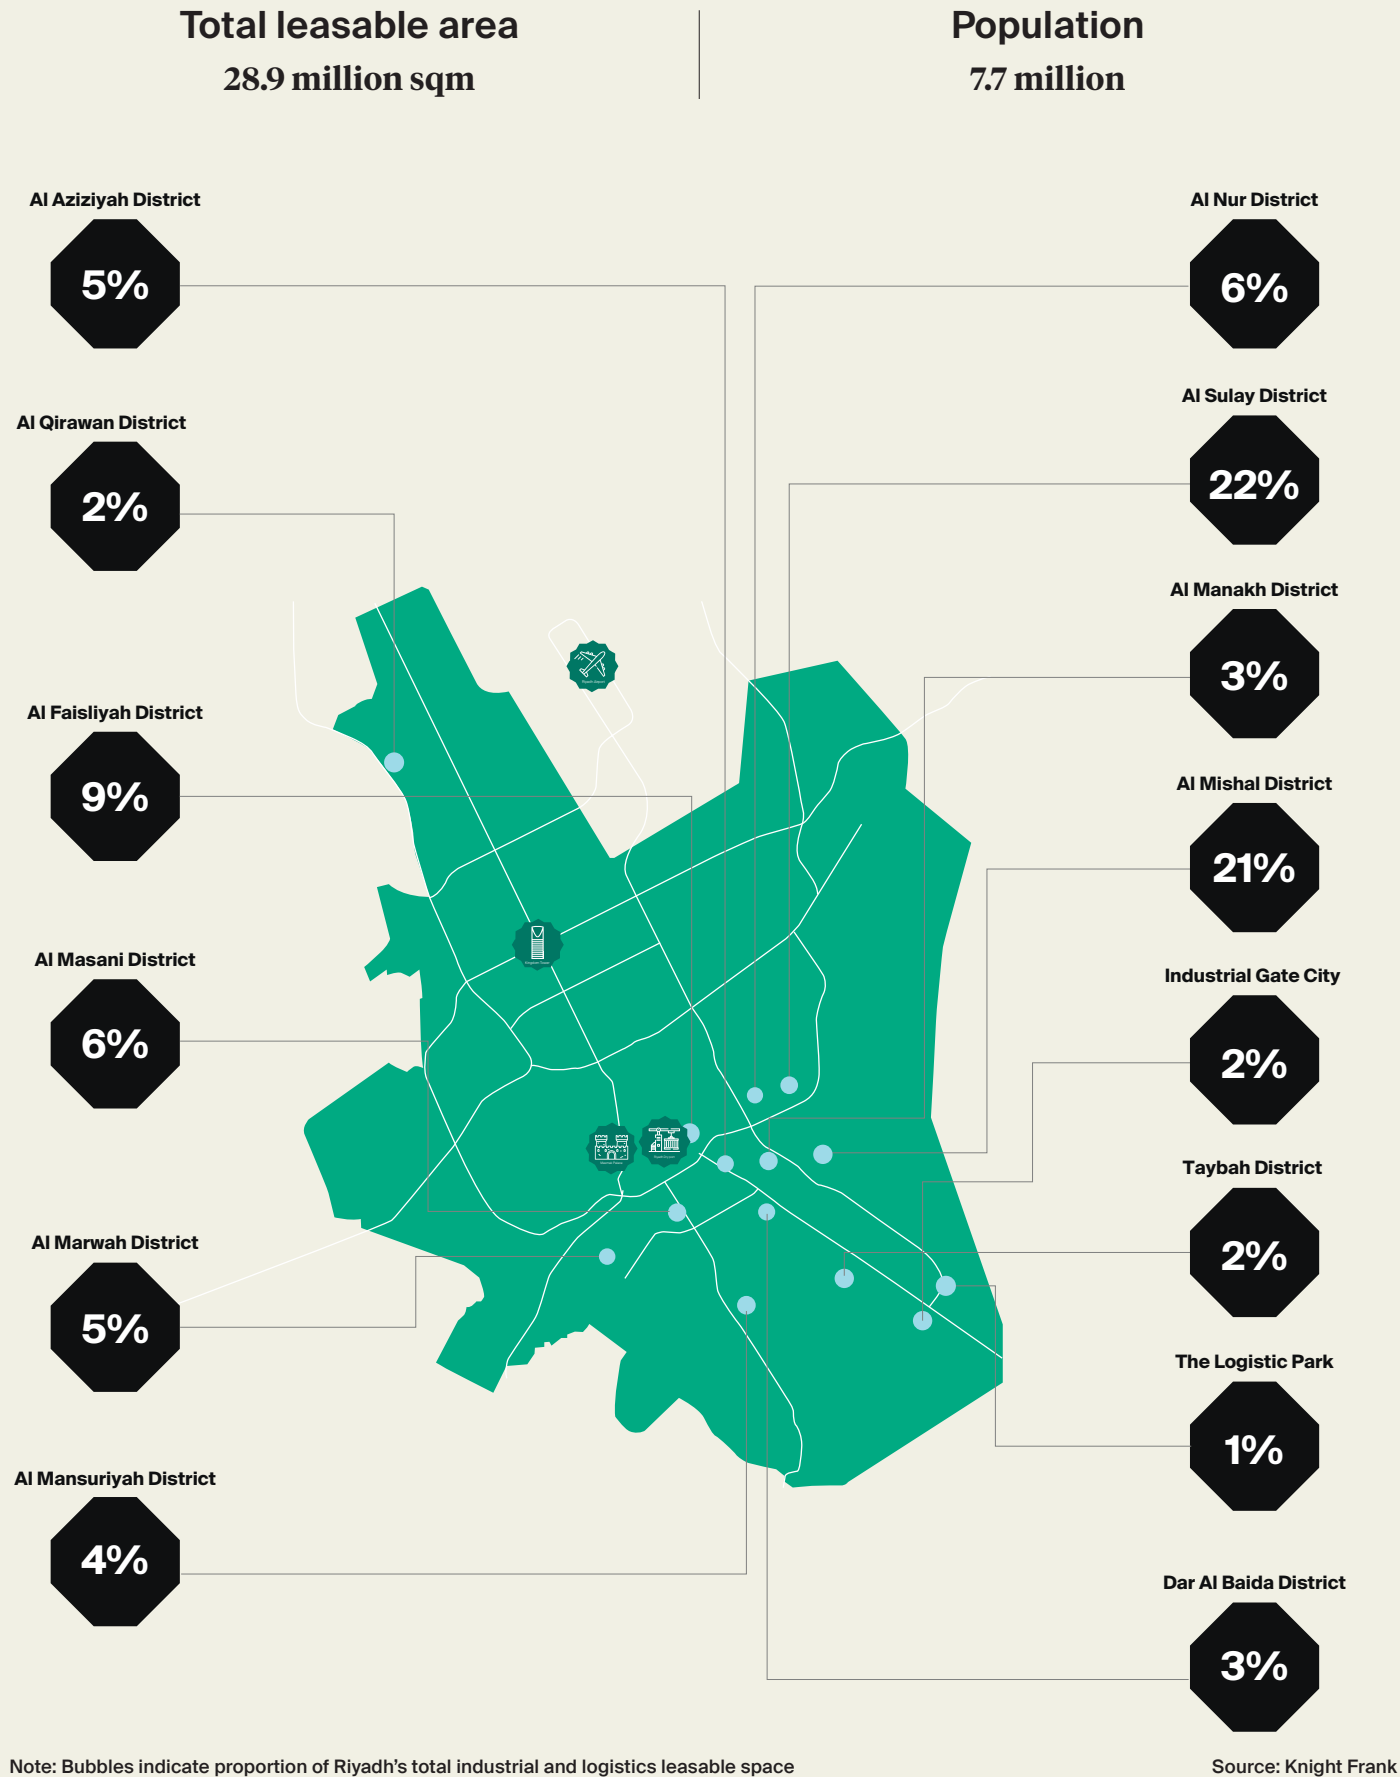 Total leasable area
28.9 million sqm
Population
7.7 million
Al Aziziyah District
5%
Al Qirawan District
2%
Al Faisliyah District
9%
Al Masani District
6%
Al Marwah District
5%
Al Mansuriyah District
4%
Al Nur District
6%
Al Sulay District
22%
Al Manakh District
3%
Al Mishal District
21%
Industrial Gate City
2%
Taybah District
2%
The Logistic Park
1%
Dar Al Baida District
3%
Note: Bubbles indicate proportion of Riyadh’s total industrial and logistics leasable space
Source: Knight Frank